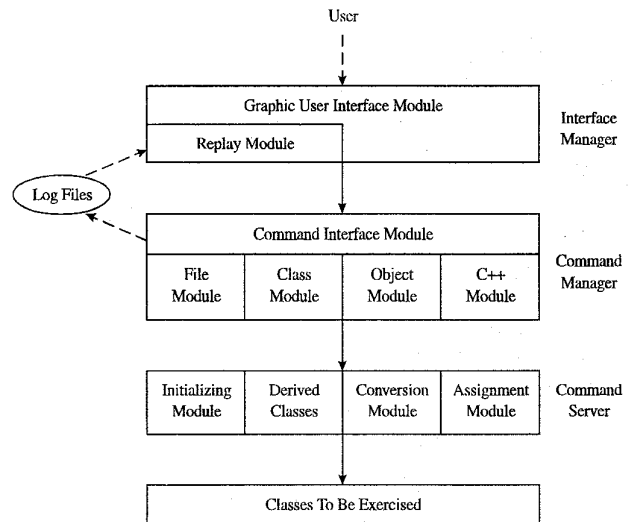 User
Graphic User Interface Module
Replay Module
Interface
Manager
Log Files
Command Interface Module
File
Module
Class
Module
Object
Module
C++
Module
Command
Manager
Initializing
Module
Derived
Classes
Conversion
Module
Assignment
Module
Command
Server
Classes To Be Exercised